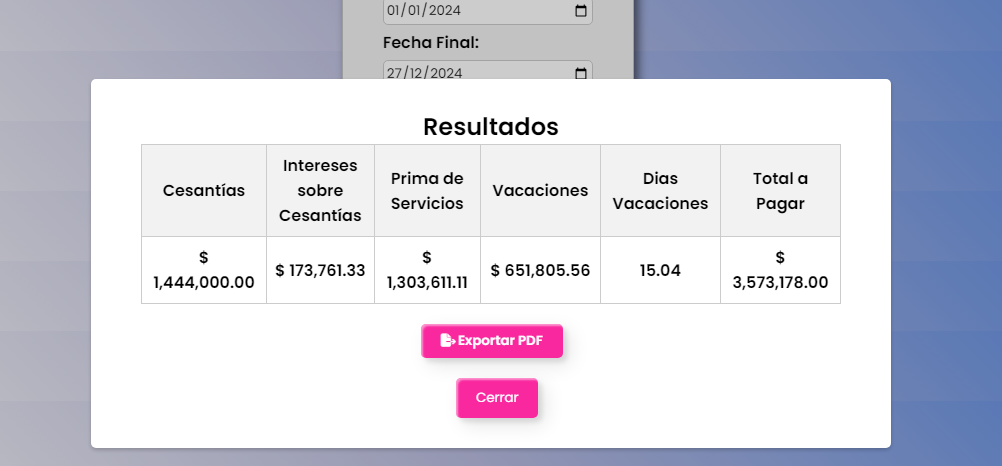 01/01/2024
Fecha Final:
27/12/2024
Resultados
Cesantías
Intereses
sobre
Cesantías
Prima de
Servicios
Vacaciones
Dias
Vacaciones
Total a
Pagar
$
1,444,000.00
$ 173,761.33
$
1,303,611.11
$ 651,805.56
15.04
$
3,573,178.00
Exportar PDF
Cerrar